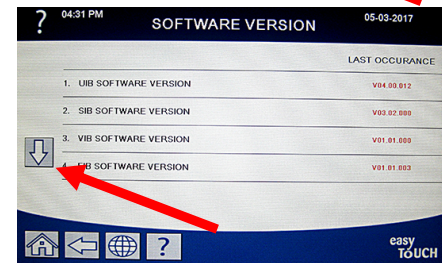 ?
04:31 PM
SOFTWARE VERSION
05-03-2017
LAST OCCURANCE
1. UIB SOFTWARE VERSION V04.00.012
2. SIB SOFTWARE VERSION V03.02.000
3. VIB SOFTWARE VERSION V01.01.000
4. FIB SOFTWARE VERSION V01.01.003
?
easy
TOUCH